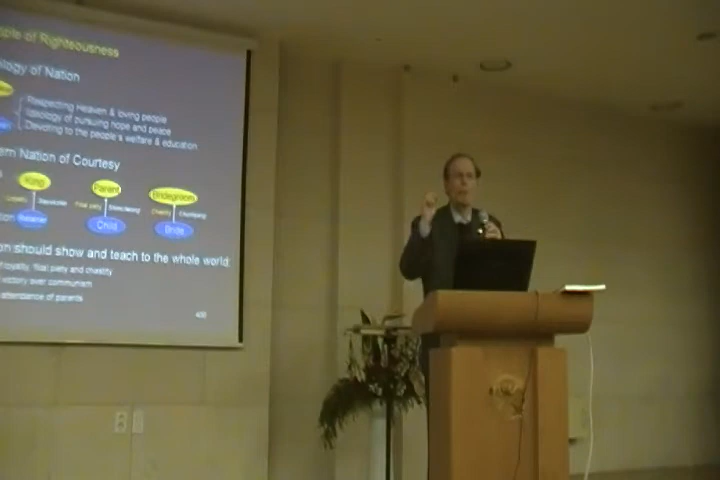 ple of Righteousness
ology of Nation
Respecting Heaven & loving people
Ideology of pursuing hope and peace
Devoting to the people's welfare & education
ern Nation of Courtesy
King Parent Bridegroom
Loyalty Filial piety Chastity
Child Bride
on should show and teach to the whole world:
loyalty, filial piety and chastity
victory over communism
attendance of parents